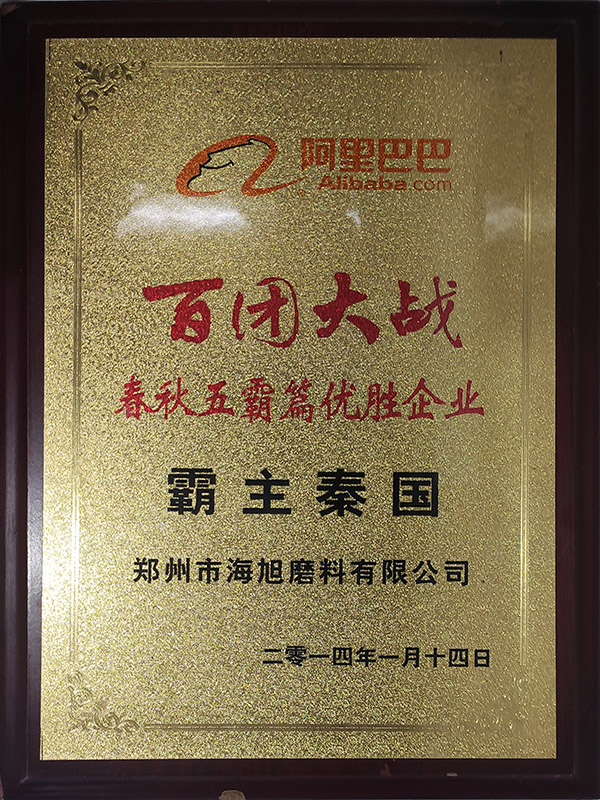 阿里巴巴
Alibaba.com
百团大战
春秋五霸篇优胜企业
霸主秦国
郑州市海旭磨料有限公司
二零一四年一月十四日